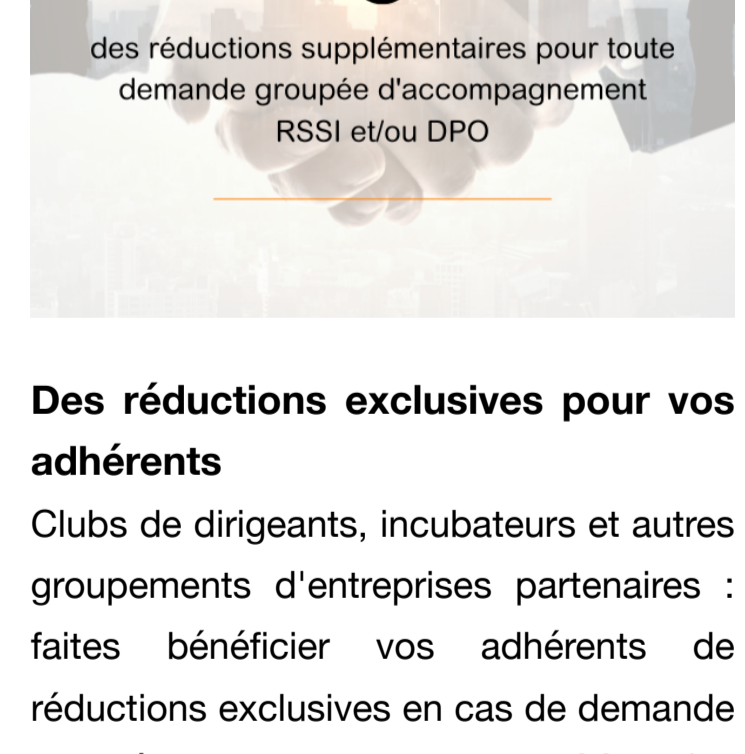 des réductions supplémentaires pour toute
demande groupée d'accompagnement
RSSI et/ou DPO
Des réductions exclusives pour vos
adhérents
Clubs de dirigeants, incubateurs et autres
groupements d'entreprises partenaires :
faites bénéficier vos adhérents de
réductions exclusives en cas de demande